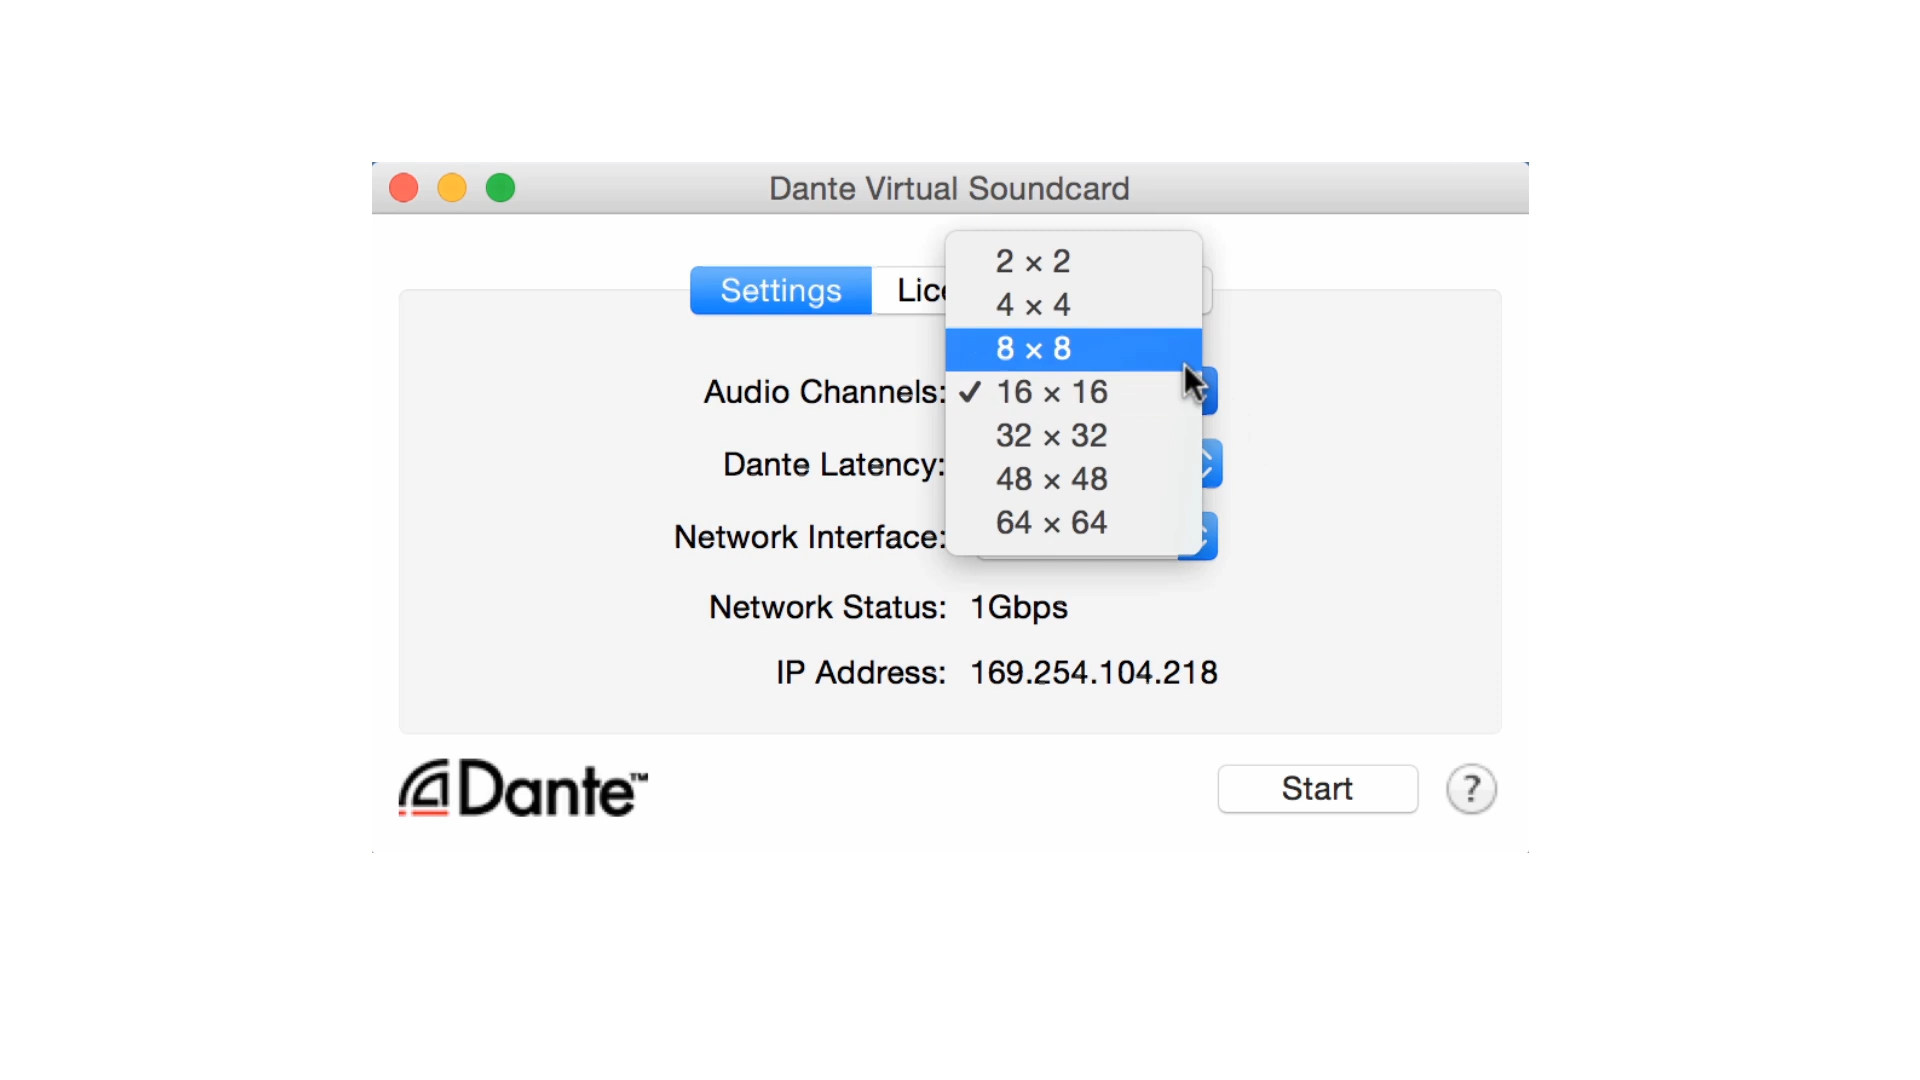 Dante Virtual Soundcard
Settings
2 × 2
4 × 4
8 × 8
Audio Channels: ✓ 16 × 16
32 × 32
48 × 48
64 × 64
Dante Latency:
Network Interface:
Network Status: 1Gbps
IP Address: 169.254.104.218
Dante™
Start
?